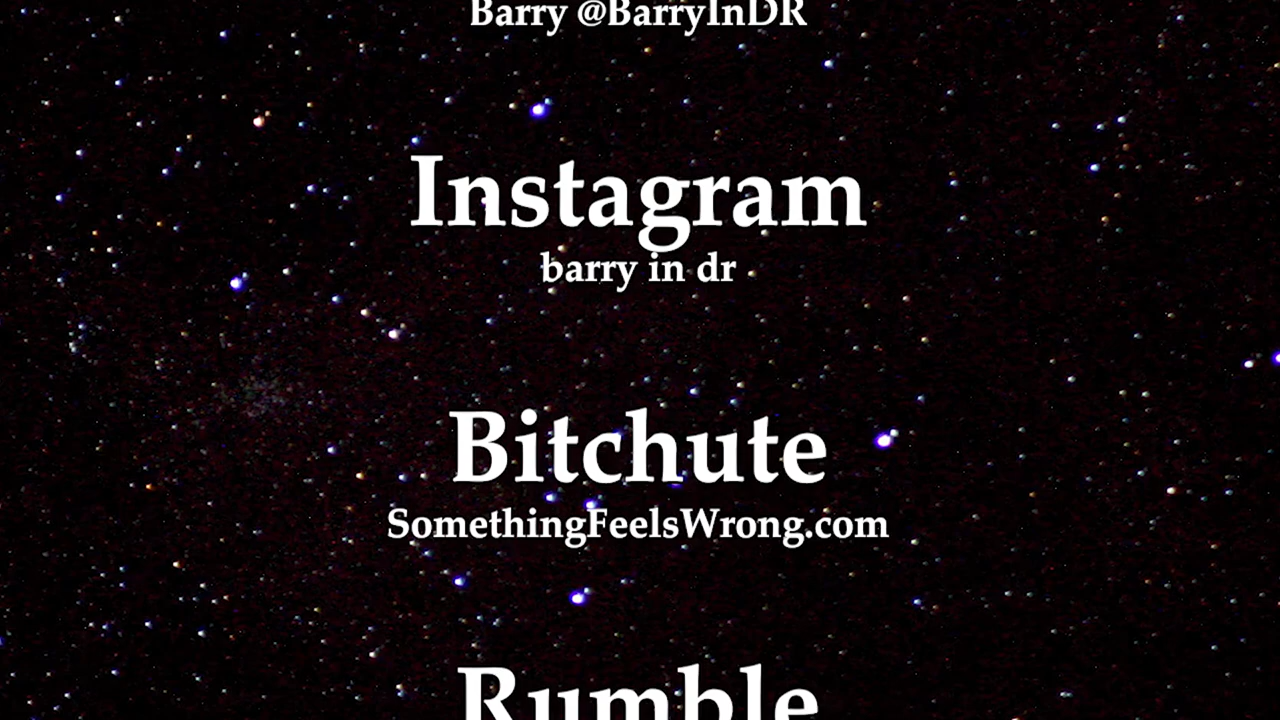 Barry @BarryInDR
Instagram
barry in dr
Bitchute
SomethingFeelsWrong.com
Rumble